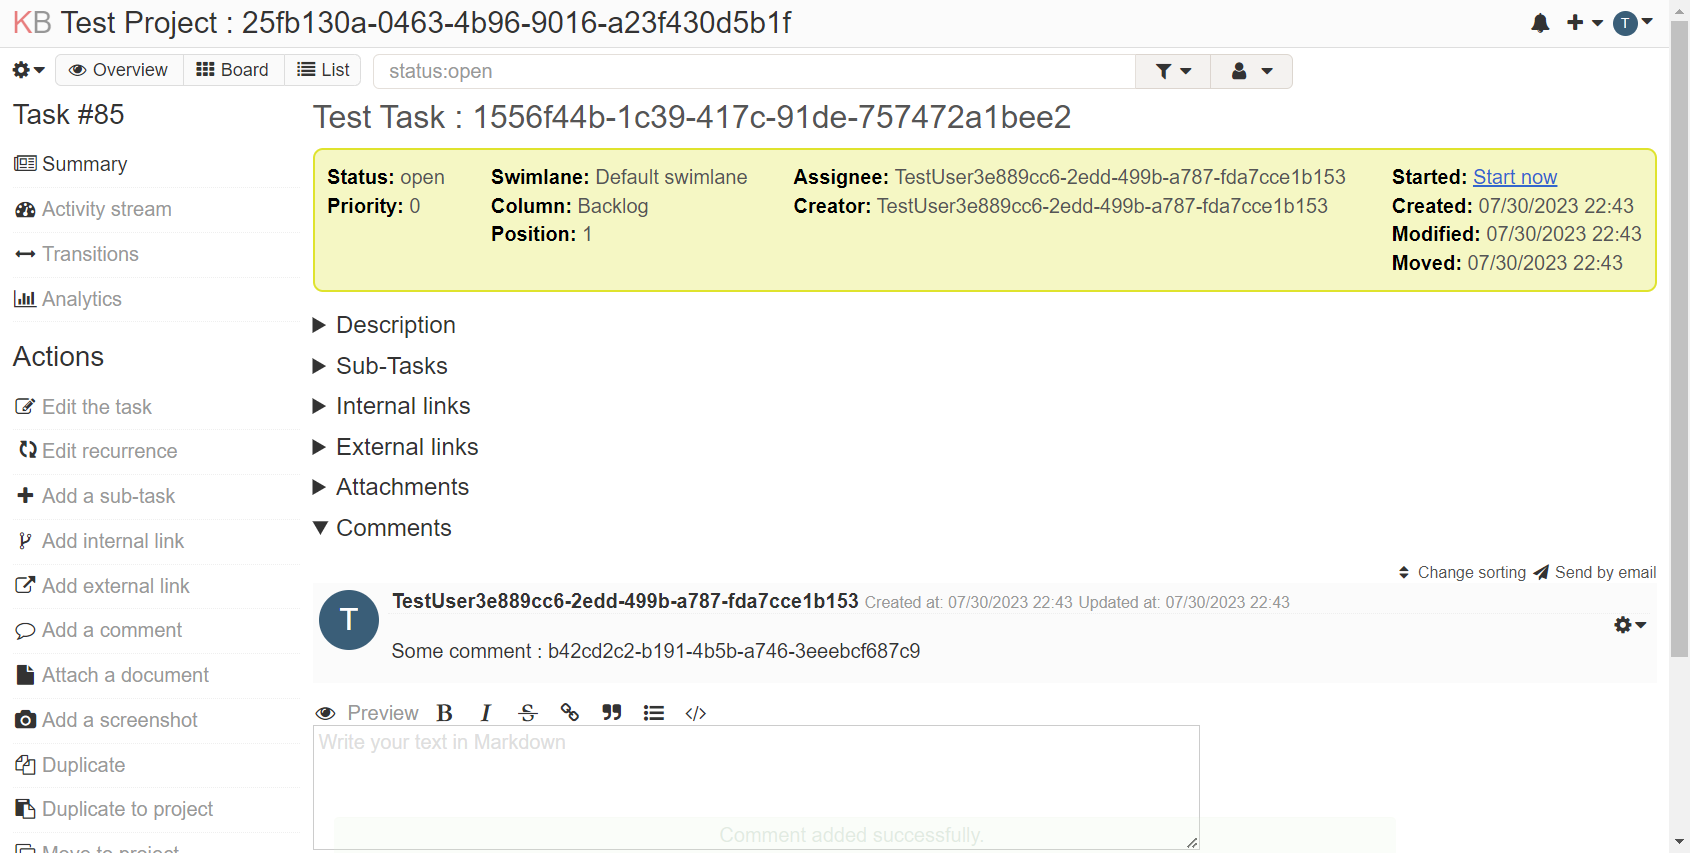 KB Test Project : 25fb130a-0463-4b96-9016-a23f430d5b1f
T
Overview Board List status:open
Task #85
Summary
Activity stream
Transitions
Analytics
Actions
Edit the task
Edit recurrence
Add a sub-task
Add internal link
Add external link
Add a comment
Attach a document
Add a screenshot
Duplicate
Duplicate to project
Move to project
Test Task : 1556f44b-1c39-417c-91de-757472a1bee2
Status: open
Priority: 0
Swimlane: Default swimlane
Column: Backlog
Position: 1
Assignee: TestUser3e889cc6-2edd-499b-a787-fda7cce1b153
Creator: TestUser3e889cc6-2edd-499b-a787-fda7cce1b153
Started: Start now
Created: 07/30/2023 22:43
Modified: 07/30/2023 22:43
Moved: 07/30/2023 22:43
Description
Sub-Tasks
Internal links
External links
Attachments
Comments
Change sorting Send by email
T
TestUser3e889cc6-2edd-499b-a787-fda7cce1b153 Created at: 07/30/2023 22:43 Updated at: 07/30/2023 22:43
Some comment : b42cd2c2-b191-4b5b-a746-3eeebcf687c9
Preview B I S </>
Write your text in Markdown
Comment added successfully.